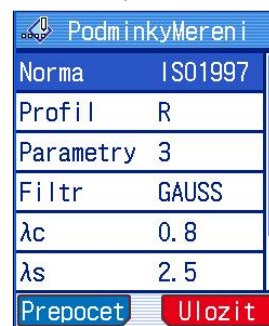 PodminkyMereni
Norma ISO1997
Profil R
Parametry 3
Filtr GAUSS
λc 0.8
λs 2.5
Prepocet Ulozit